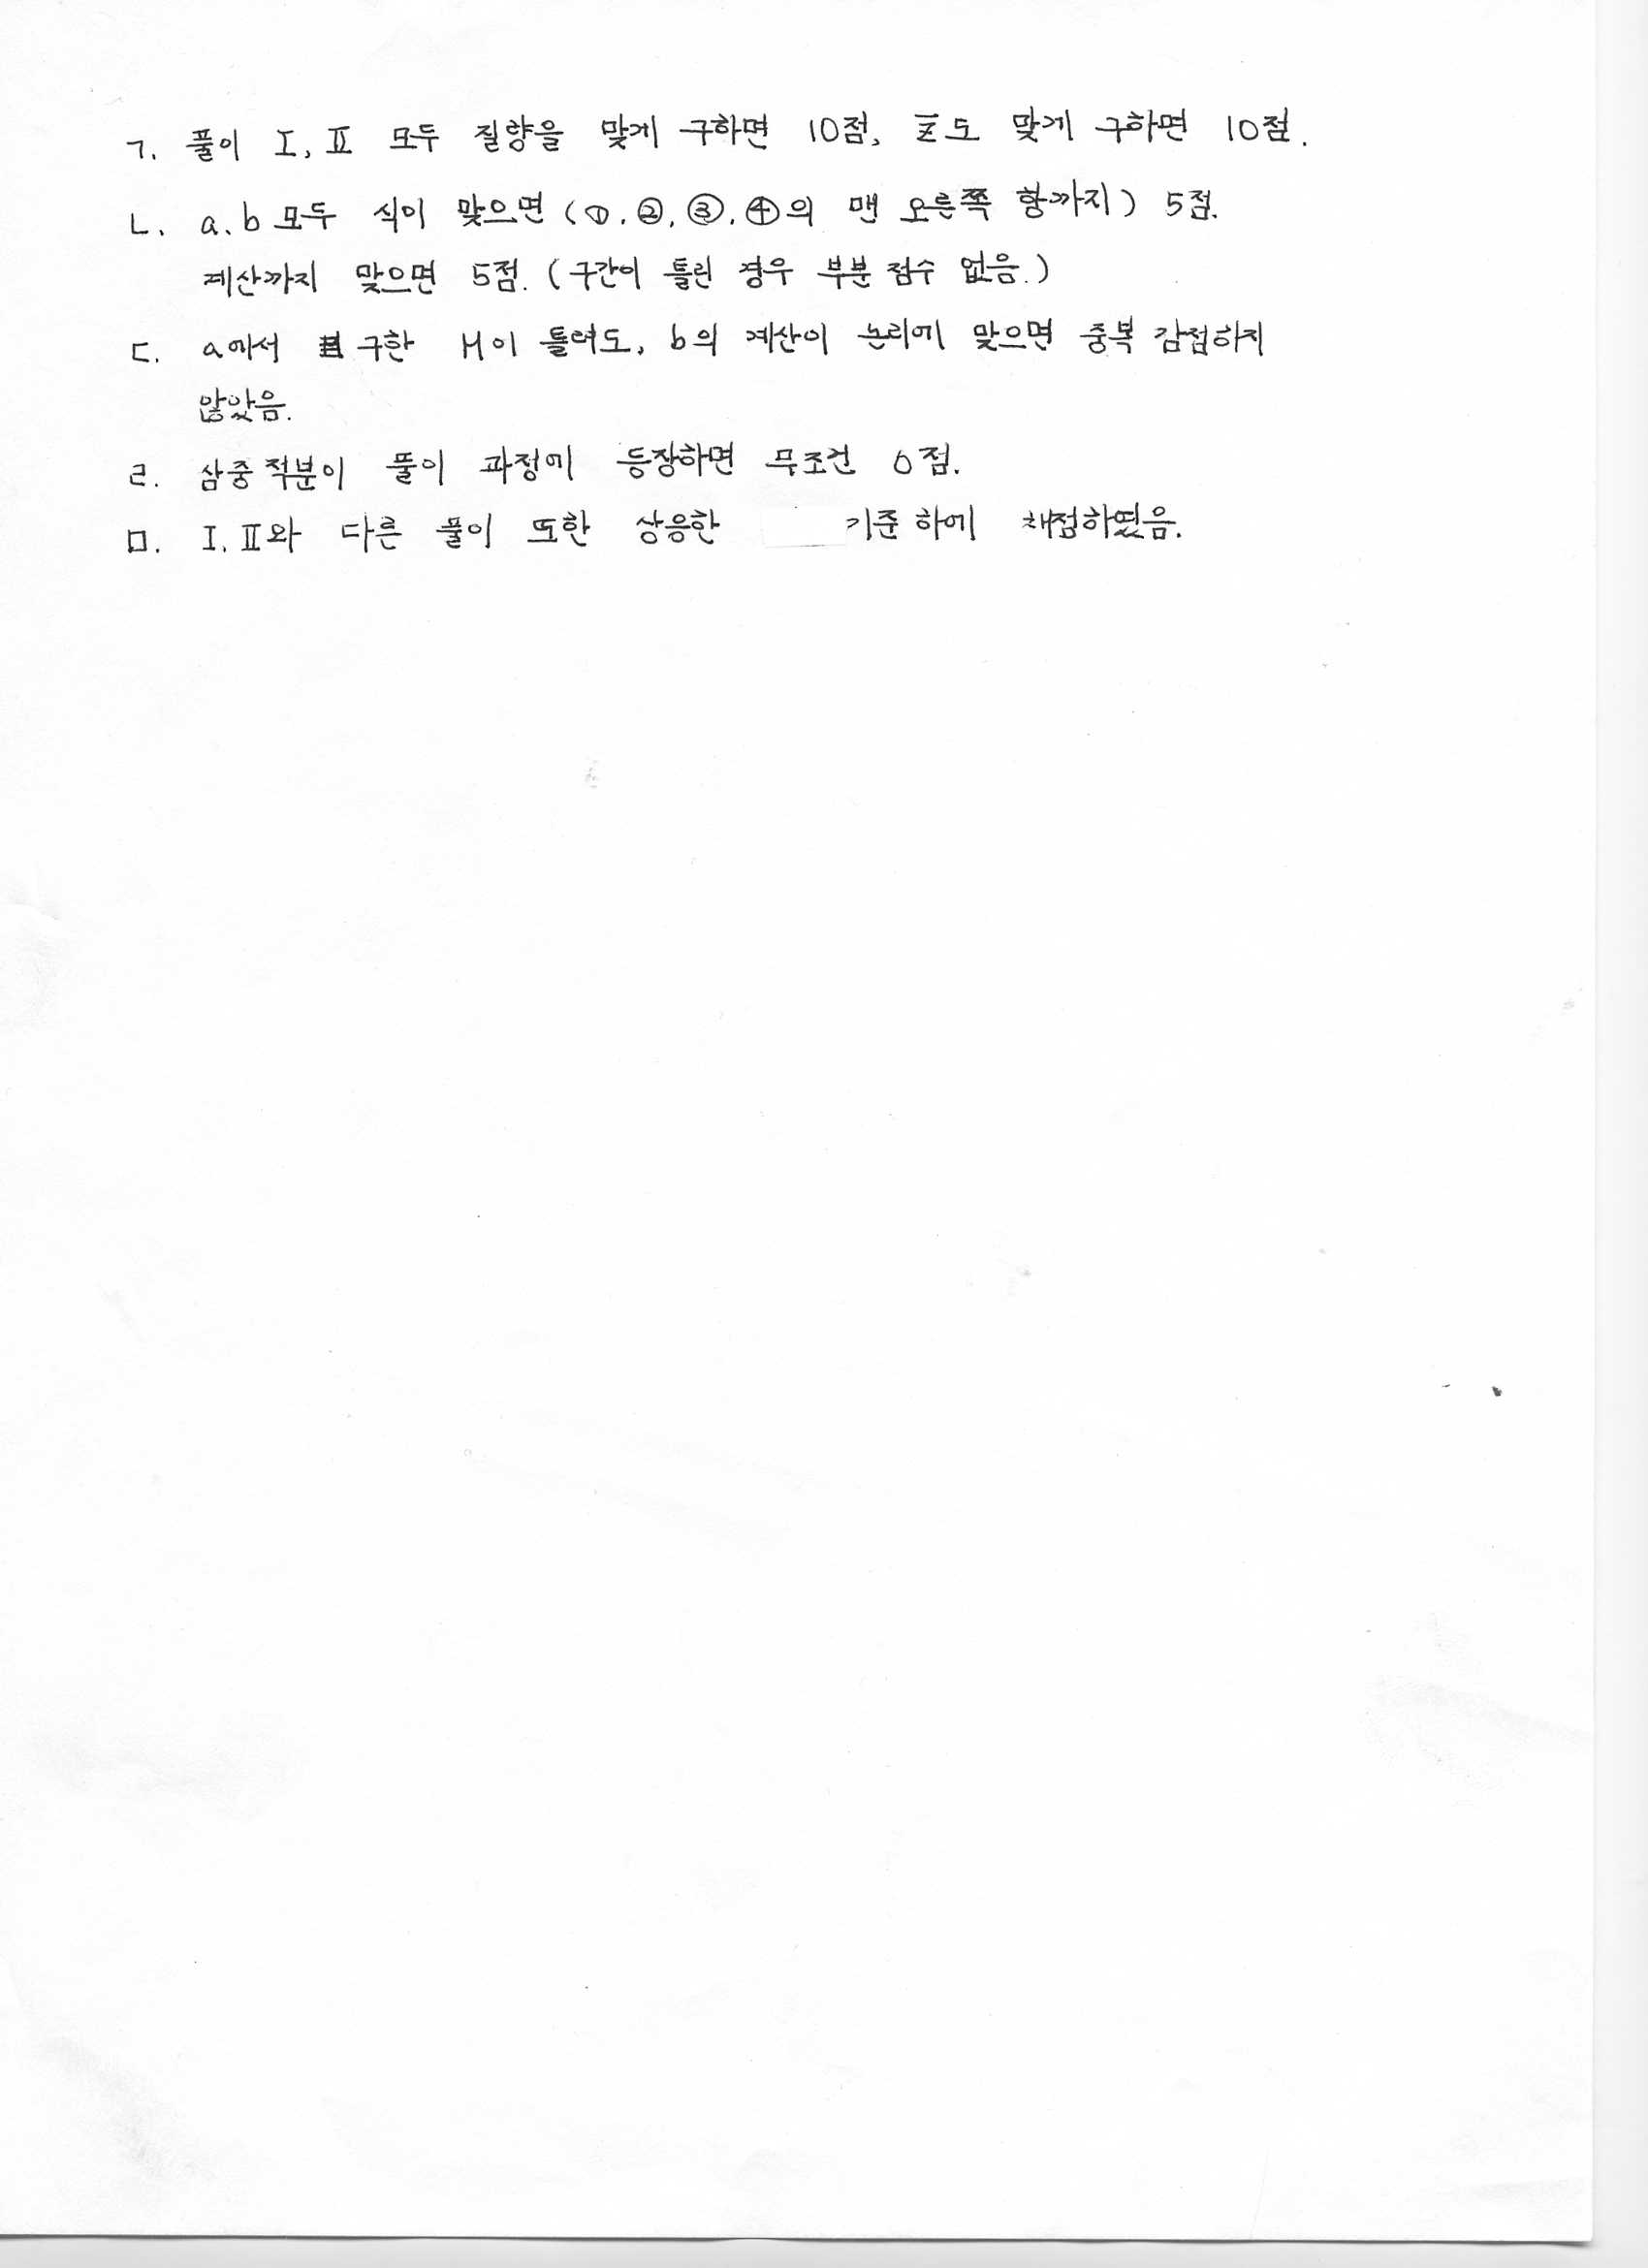 ㄱ. 풀이 I, II 모두 질량을 맞게 구하면 10점, z̄도 맞게 구하면 10점.
ㄴ. a, b 모두 식이 맞으면 (①, ②, ③, ④의 맨 오른쪽 항까지) 5점.
계산까지 맞으면 5점. (구간이 틀린 경우 부분 점수 없음.)
ㄷ. a에서 구한 M이 틀려도, b의 계산이 논리에 맞으면 중복 감점하지
않았음.
ㄹ. 삼중적분이 풀이 과정에 등장하면 무조건 0점.
ㅁ. I, II와 다른 풀이 또한 상응한 기준 하에 채점하였음.